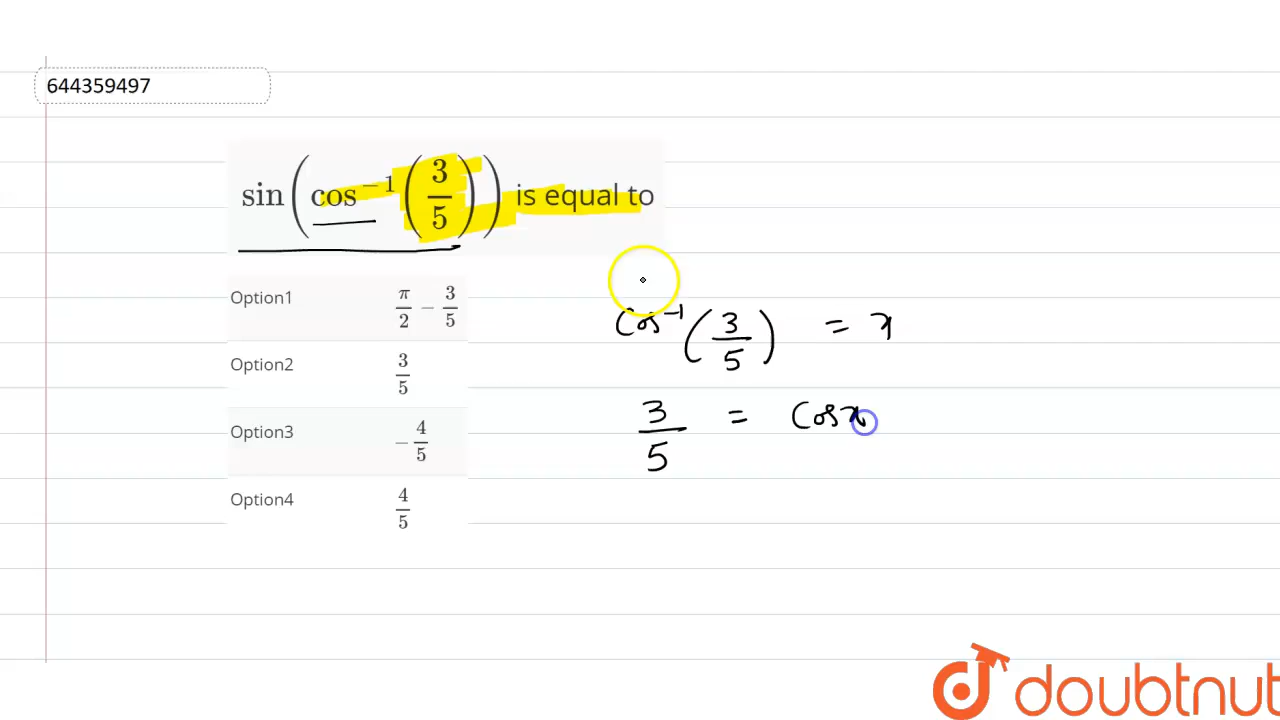 644359497
sin(cos⁻¹(3/5)) is equal to
Option1 π/2 − 3/5
Option2 3/5
Option3 −4/5
Option4 4/5
Cos⁻¹(3/5) = x
3/5 = Cosx
doubtnut